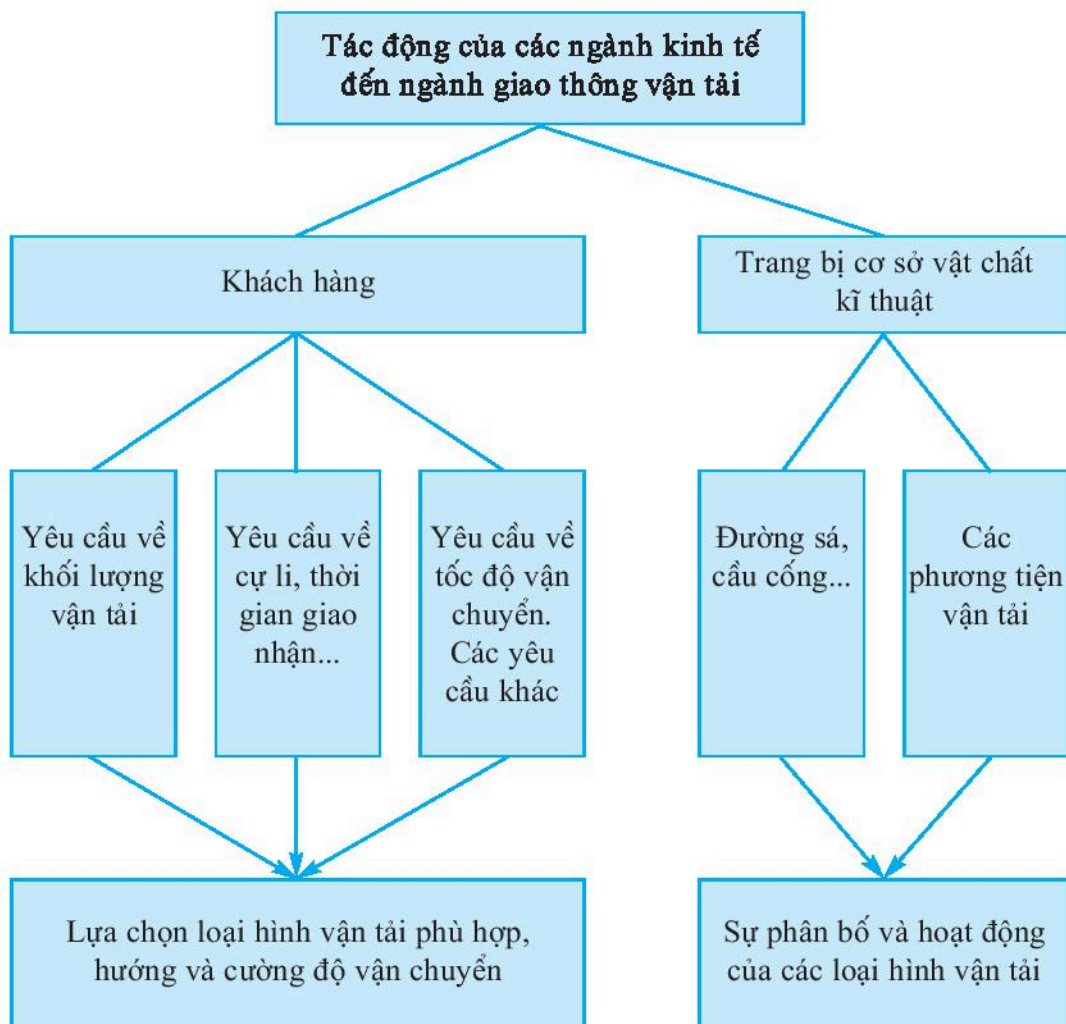 Tác động của các ngành kinh tế
đến ngành giao thông vận tải
Khách hàng
Trang bị cơ sở vật chất
kĩ thuật
Yêu cầu về
khối lượng
vận tải
Yêu cầu về
cự li, thời
gian giao
nhận...
Yêu cầu về
tốc độ vận
chuyển.
Các yêu
cầu khác
Đường sá,
cầu cống...
Các
phương tiện
vận tải
Lựa chọn loại hình vận tải phù hợp,
hướng và cường độ vận chuyển
Sự phân bố và hoạt động
của các loại hình vận tải